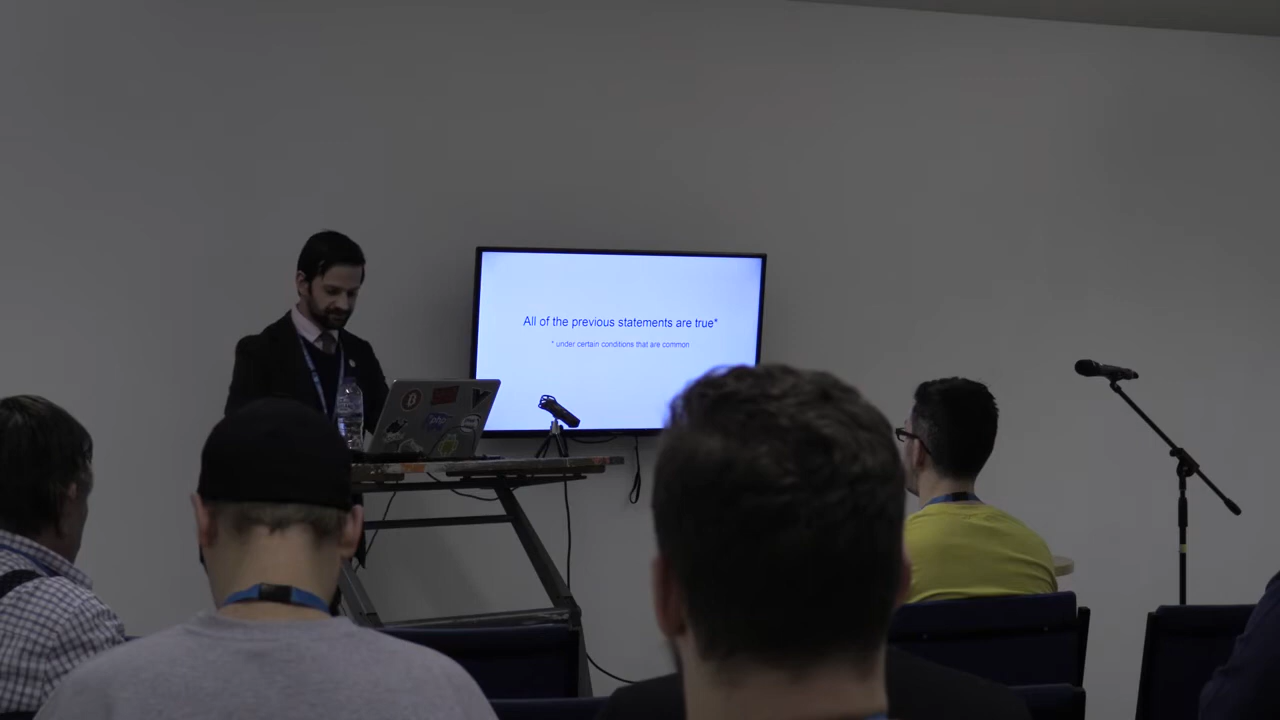 All of the previous statements are true*
* under certain conditions that are common